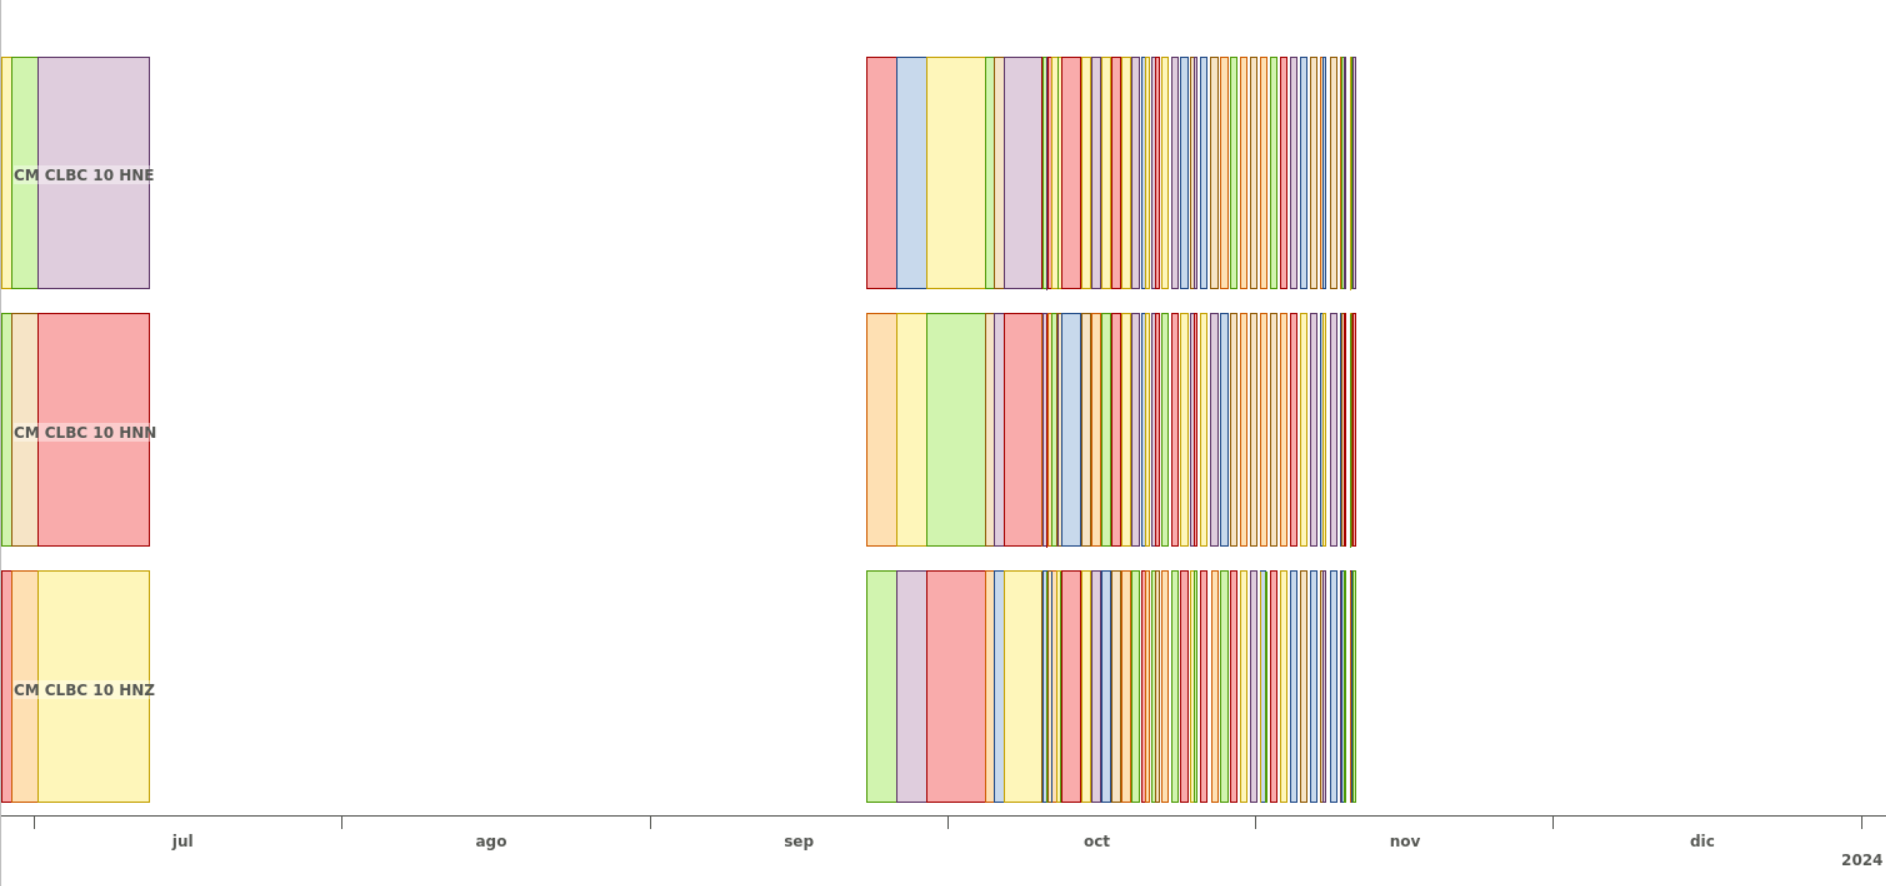 CM CLBC 10 HNE
CM CLBC 10 HNN
CM CLBC 10 HNZ
jul ago sep oct nov dic
2024